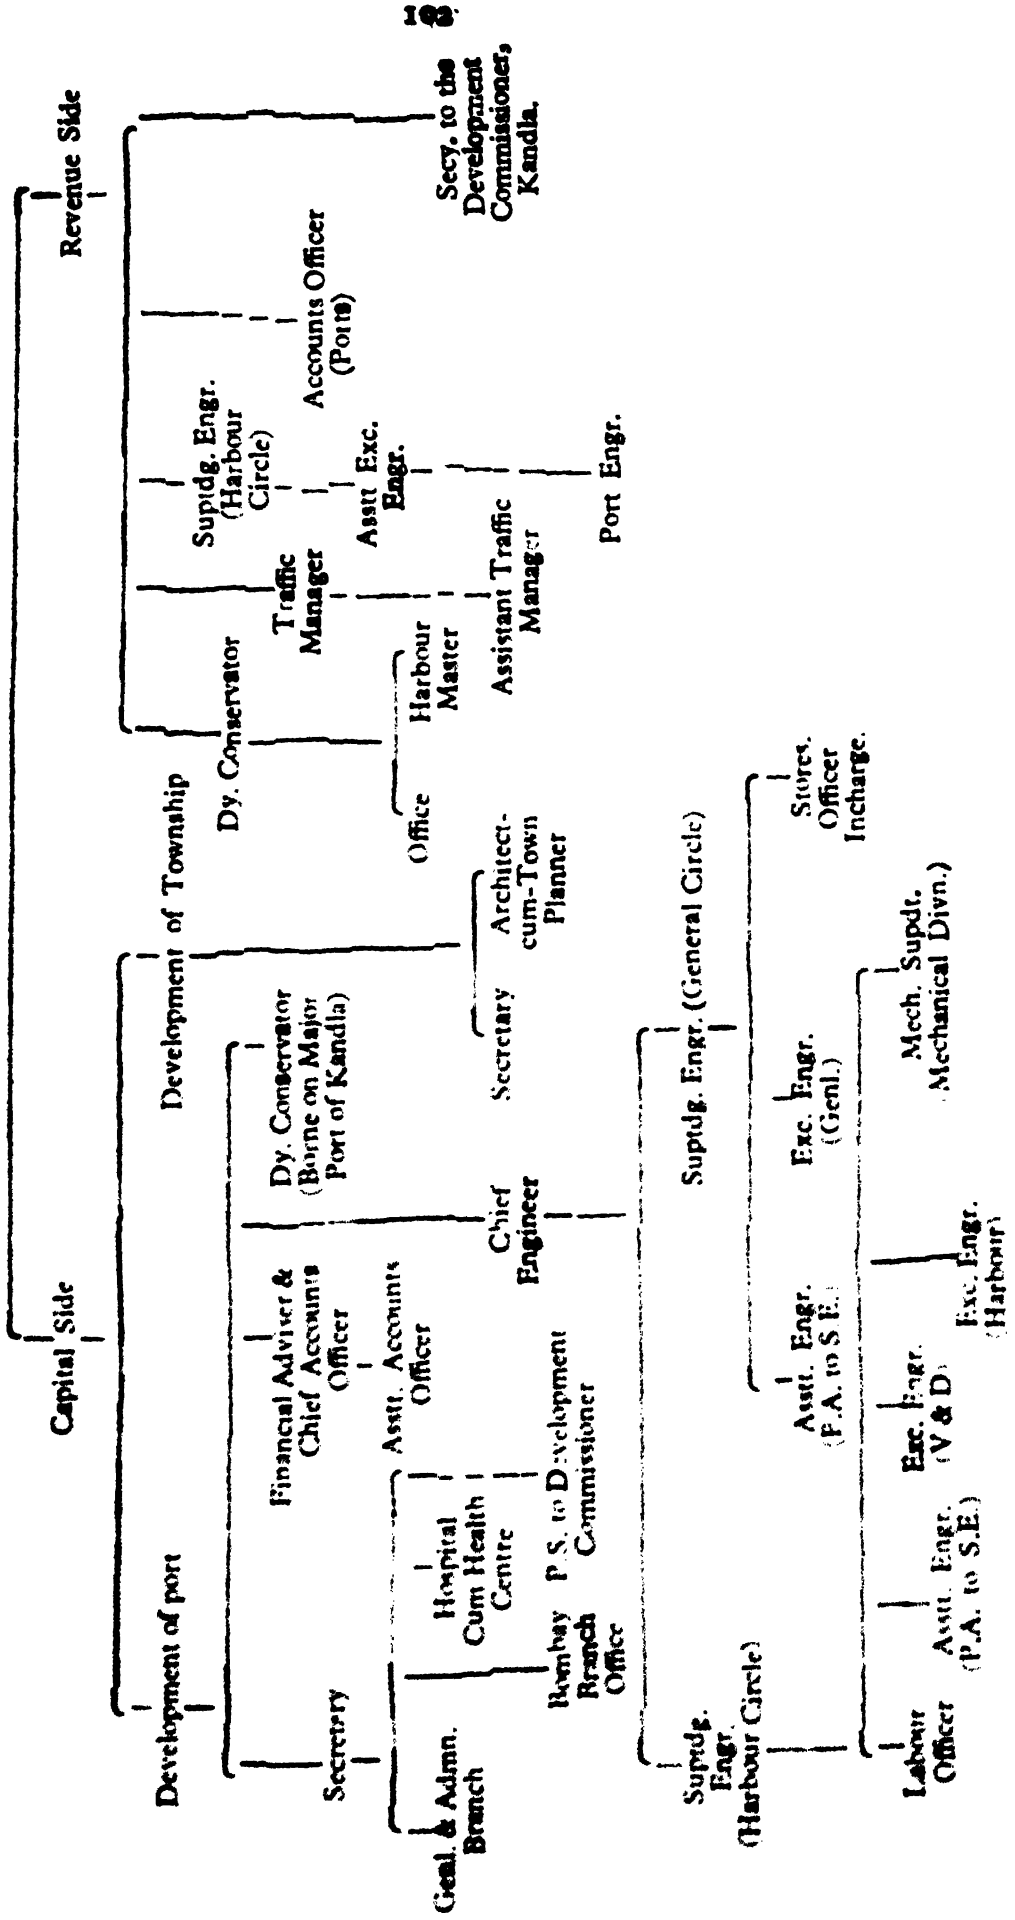 102
Capital Side
Revenue Side
Development of port
Development of Township
Secretary
Financial Adviser &
Chief Accounts
Officer
Dy. Conservator
(Borne on Major
Port of Kandla)
Dy. Conservator
Traffic
Manager
Suptdg. Engr.
(Harbour
Circle)
Accounts Officer
(Ports)
Secy. to the
Development
Commissioner,
Kandla.
Genl. & Admn.
Branch
Hospital
Cum Health
Centre
Bombay
Branch
Office
P.S. to Development
Commissioner
Asstt. Accounts
Officer
Chief
Engineer
Secretary
Architect-
cum-Town
Planner
Office
Harbour
Master
Assistant Traffic
Manager
Asstt Exc.
Engr.
Port Engr.
Suptdg.
Engr.
(Harbour Circle)
Suptdg. Engr. (General Circle)
Asstt. Engr.
(P.A. to S.E.)
Exc. Engr.
(Genl.)
Stores.
Officer
Incharge.
Labour
Officer
Asstt. Engr.
(P.A. to S.E.)
Exc. Engr.
(V & D)
Exc. Engr.
(Harbour)
Mech. Supdt.
(Mechanical Divn.)